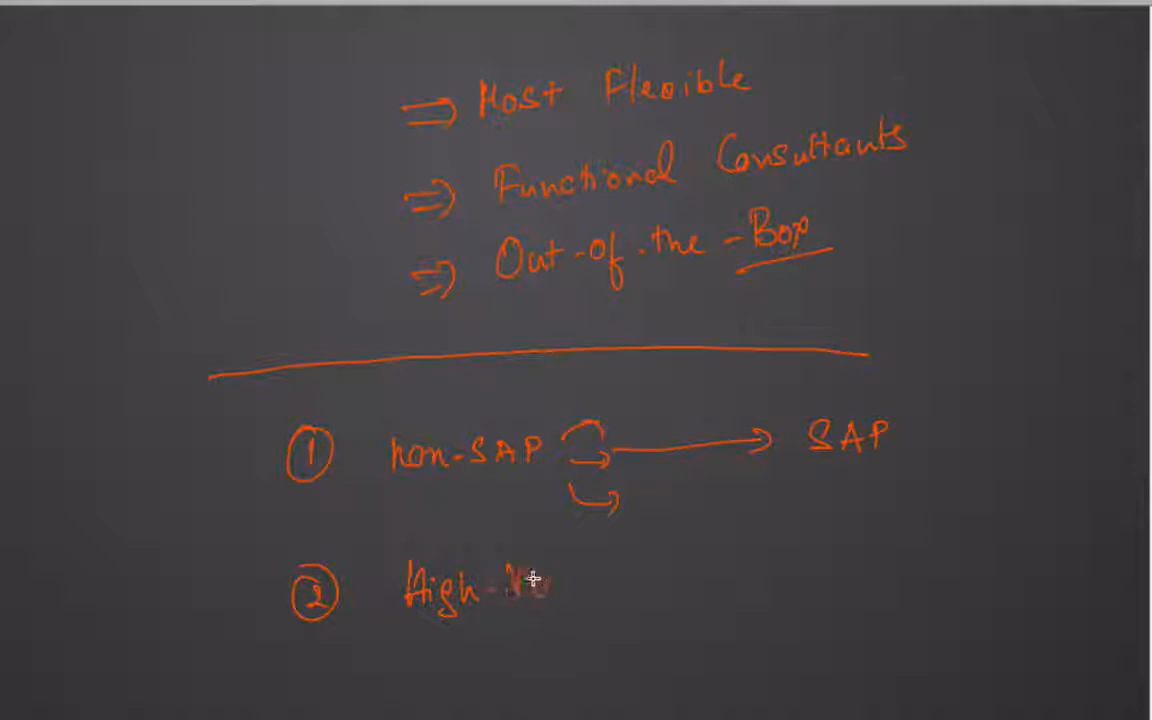 ⇒ Most Flexible
⇒ Functional Consultants
⇒ Out-of-the-Box
① non-SAP → SAP
② High-